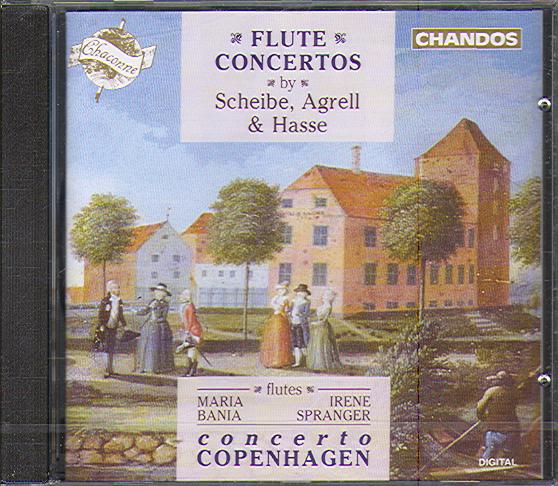 Chaconne
FLUTE
CONCERTOS
by
Scheibe, Agrell
& Hasse
CHANDOS
flutes
MARIA IRENE
BANIA SPRANGER
concerto
COPENHAGEN
DIGITAL